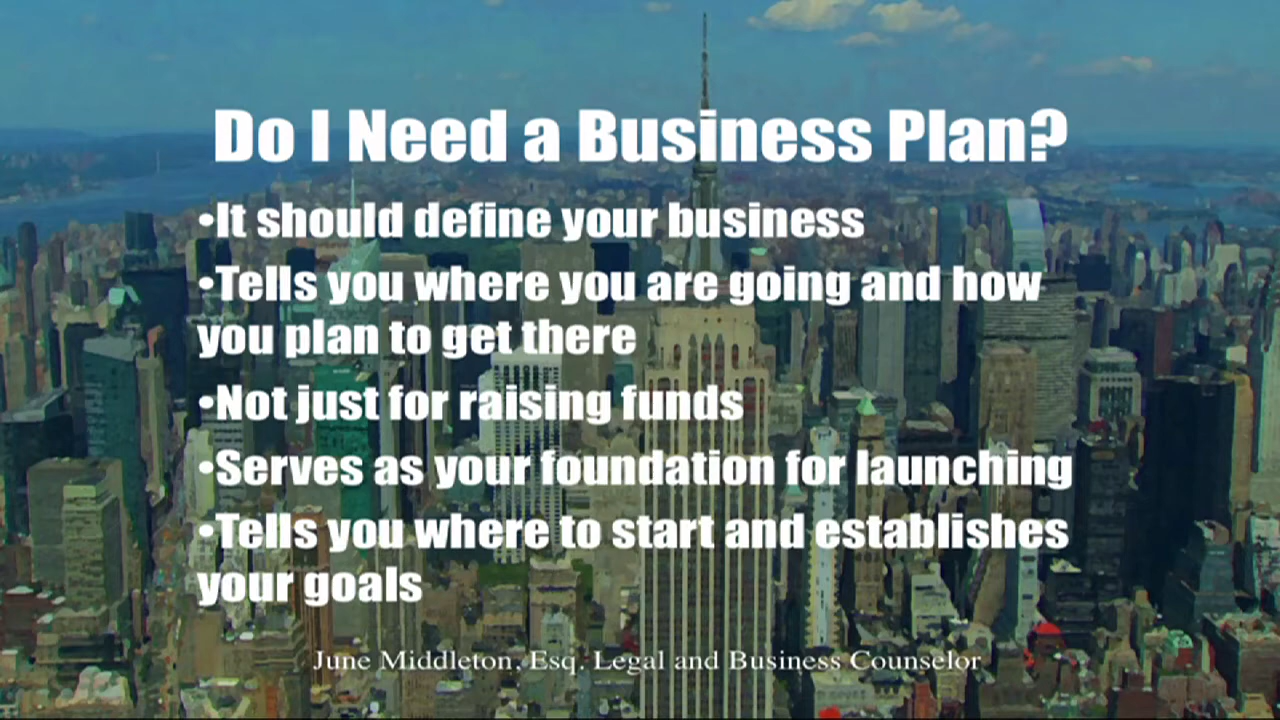 Do I Need a Business Plan?
•It should define your business
•Tells you where you are going and how
you plan to get there
•Not just for raising funds
•Serves as your foundation for launching
•Tells you where to start and establishes
your goals
June Middleton, Esq. Legal and Business Counselor